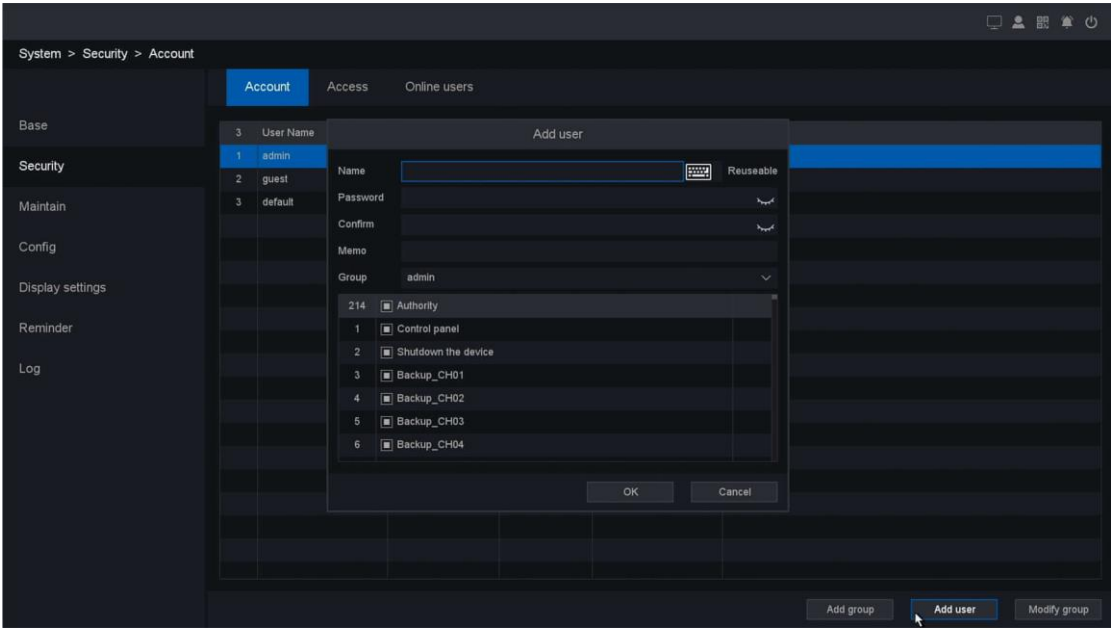 System > Security > Account
Account Access Online users
Base
Security
Maintain
Config
Display settings
Reminder
Log
3 User Name
1 admin
2 guest
3 default
Add user
Name Reuseable
Password
Confirm
Memo
Group admin
214 Authority
1 Control panel
2 Shutdown the device
3 Backup_CH01
4 Backup_CH02
5 Backup_CH03
6 Backup_CH04
OK Cancel
Add group Add user Modify group